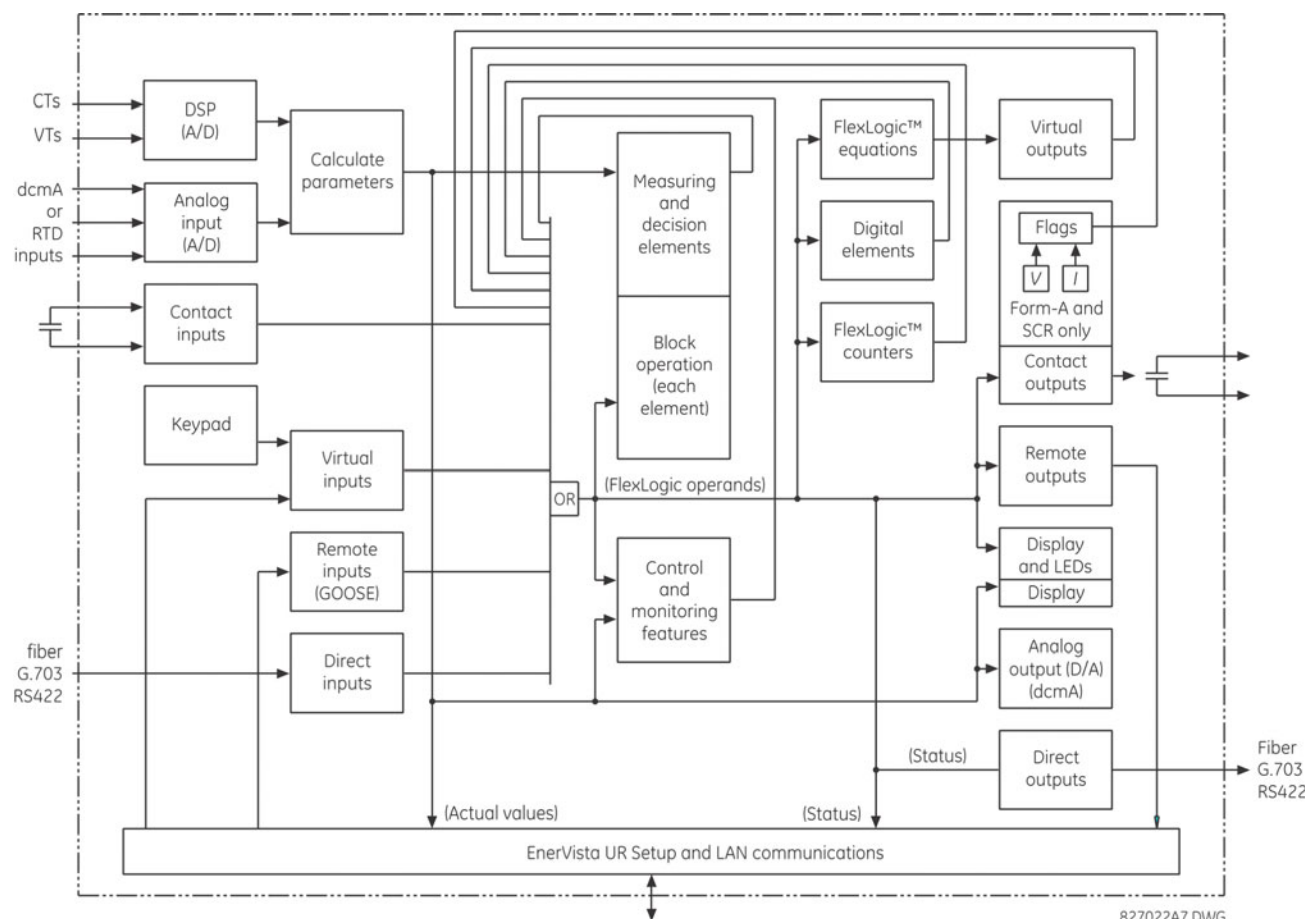 CTs
VTs
DSP
(A/D)
Calculate
parameters
dcmA
or
RTD
inputs
Analog
input
(A/D)
Contact
inputs
Keypad
Virtual
inputs
Remote
inputs
(GOOSE)
fiber
G.703
RS422
Direct
inputs
OR
(FlexLogic operands)
Measuring
and
decision
elements
Block
operation
(each
element)
Control
and
monitoring
features
FlexLogic™
equations
Digital
elements
FlexLogic™
counters
Virtual
outputs
Flags
V
I
Form-A and
SCR only
Contact
outputs
Remote
outputs
Display
and LEDs
Display
Analog
output (D/A)
(dcmA)
(Status)
Direct
outputs
Fiber
G.703
RS422
(Actual values)
(Status)
EnerVista UR Setup and LAN communications
827022A7.DWG